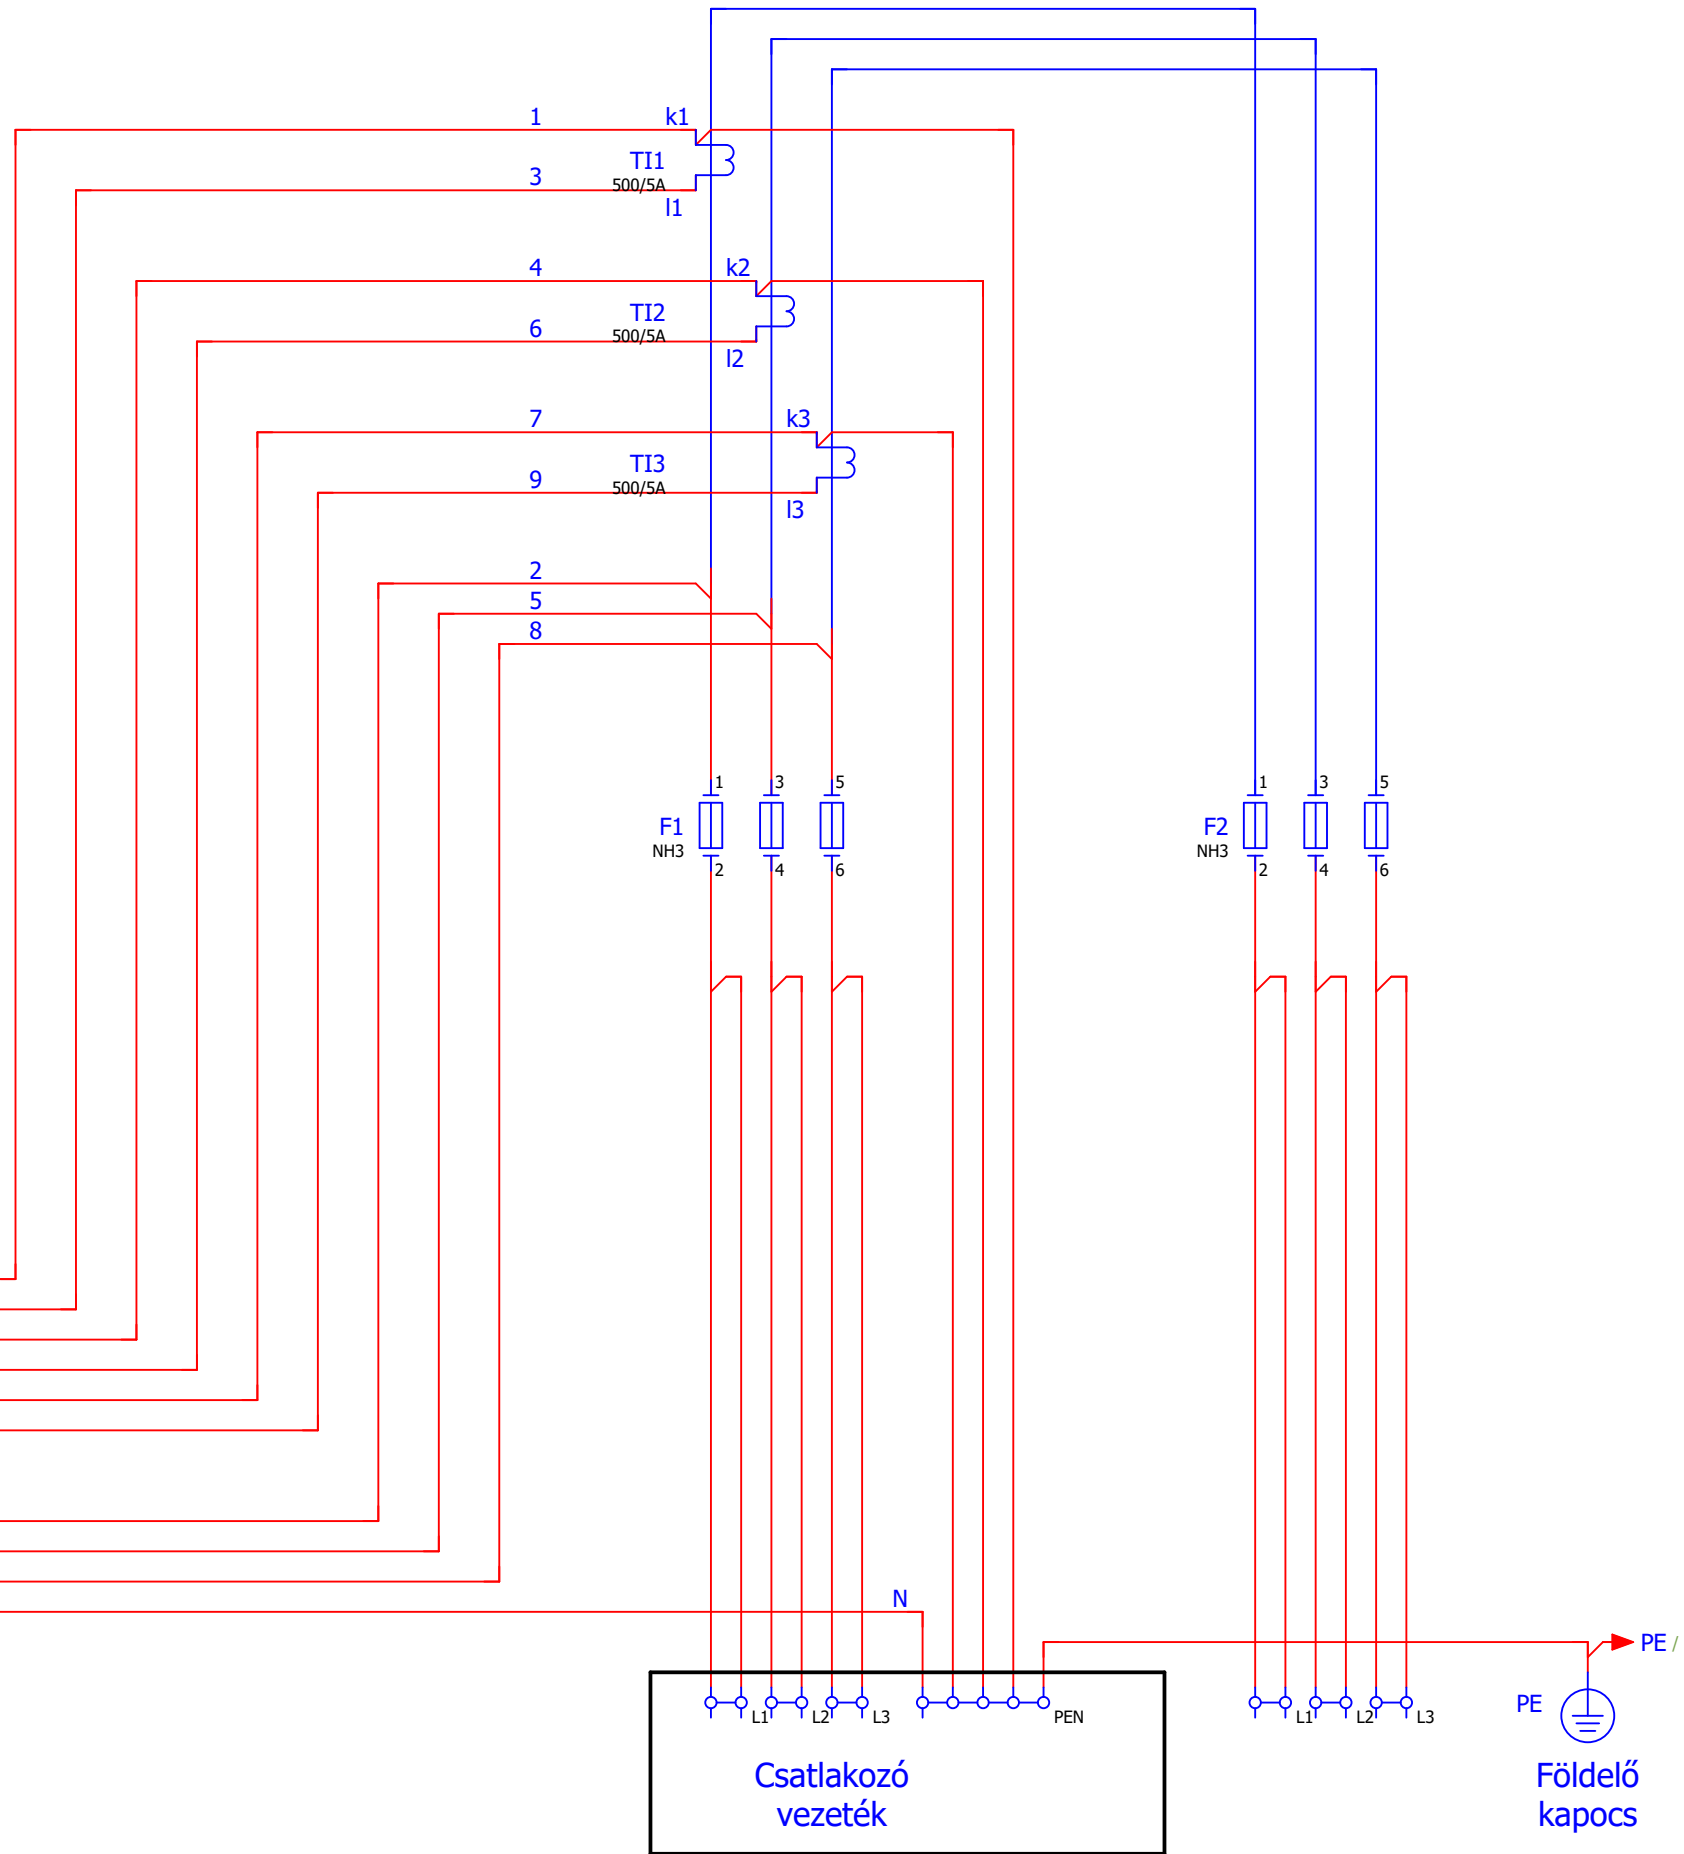 1 k1
TI1
3 500/5A
l1
4 k2
TI2
6 500/5A
l2
7 k3
TI3
9 500/5A
l3
2
5
8
1 3 5 1 3 5
F1 F2
NH3 NH3
2 4 6 2 4 6
N
PE /
L1 L2 L3 PEN L1 L2 L3 PE
Csatlakozó Földelő
vezeték kapocs